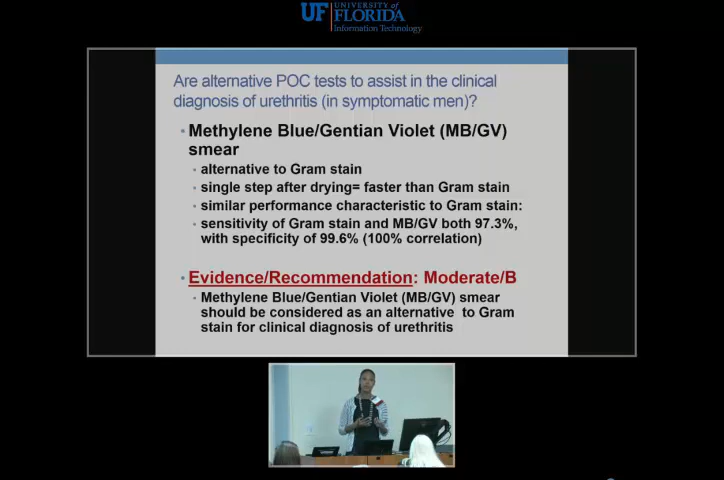 UF UNIVERSITY of
FLORIDA
Information Technology
Are alternative POC tests to assist in the clinical
diagnosis of urethritis (in symptomatic men)?
• Methylene Blue/Gentian Violet (MB/GV)
smear
• alternative to Gram stain
• single step after drying= faster than Gram stain
• similar performance characteristic to Gram stain:
• sensitivity of Gram stain and MB/GV both 97.3%,
with specificity of 99.6% (100% correlation)
• Evidence/Recommendation: Moderate/B
• Methylene Blue/Gentian Violet (MB/GV) smear
should be considered as an alternative to Gram
stain for clinical diagnosis of urethritis